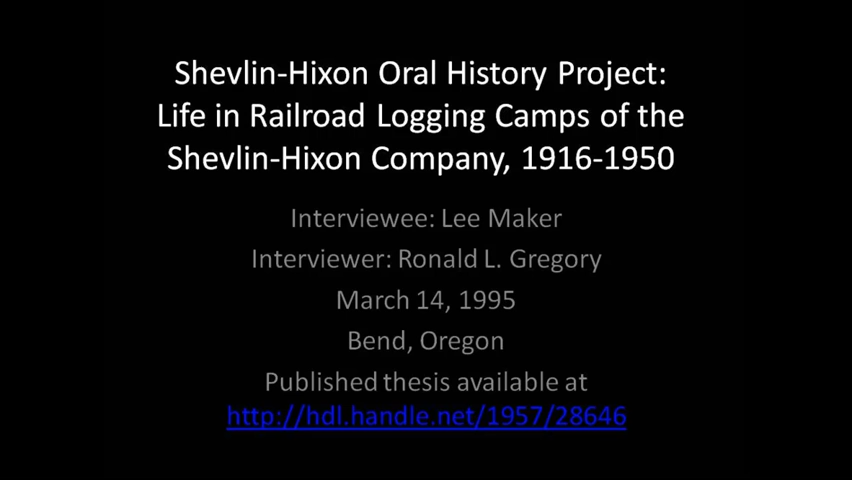 Shevlin-Hixon Oral History Project:
Life in Railroad Logging Camps of the
Shevlin-Hixon Company, 1916-1950
Interviewee: Lee Maker
Interviewer: Ronald L. Gregory
March 14, 1995
Bend, Oregon
Published thesis available at
http://hdl.handle.net/1957/28646